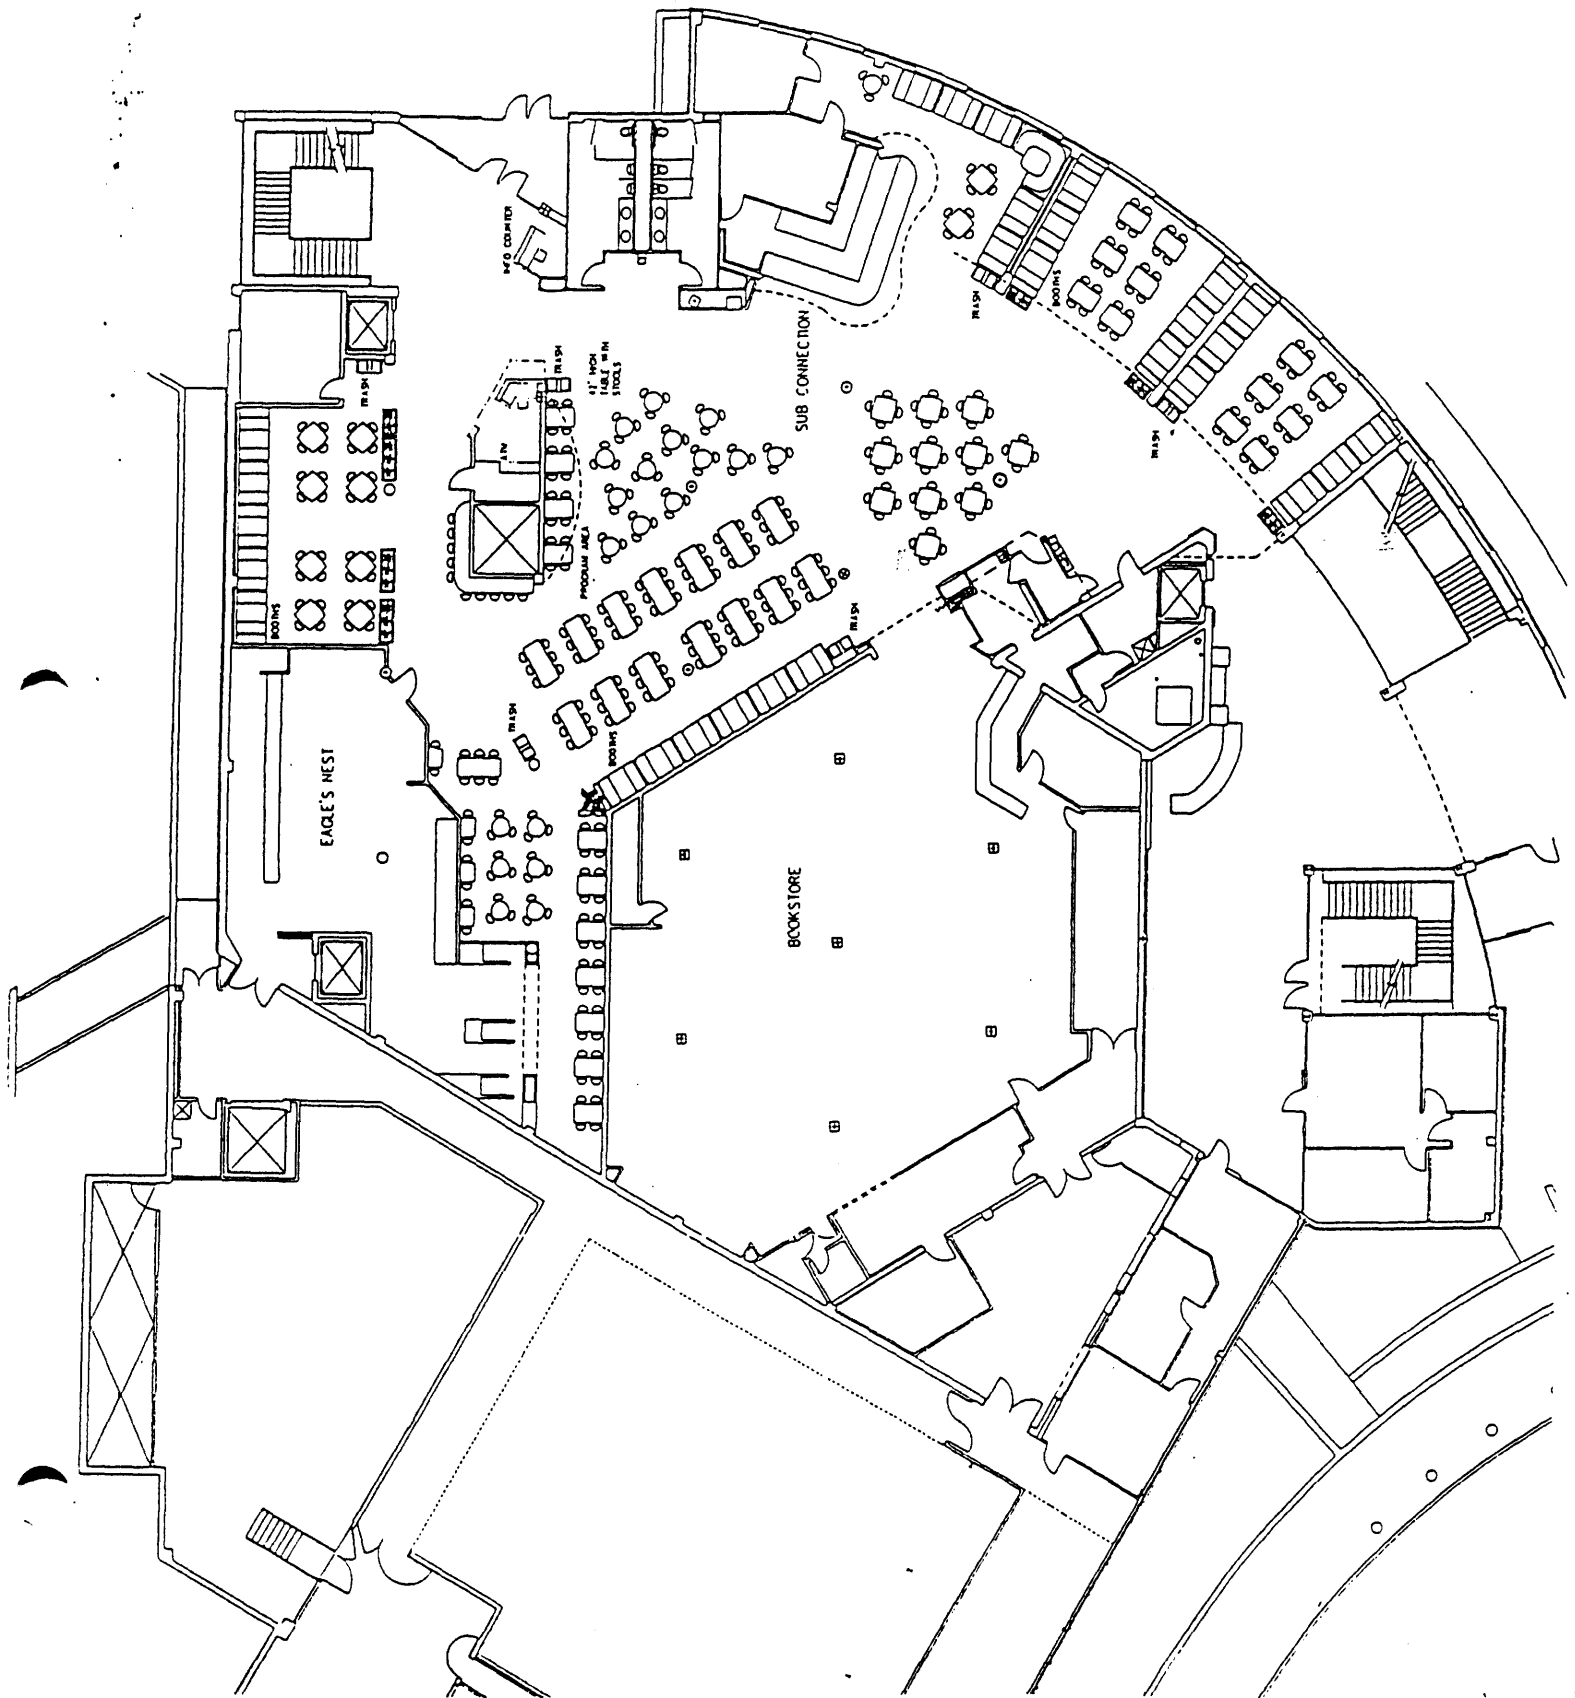 INFO COUNTER
TRASH
BOOTHS
TRASH
TRASH
42" HIGH
TABLE WITH
STOOLS
SUB CONNECTION
TRASH
TRASH
PROGRAM AREA
BOOTHS
TRASH
TRASH
BOOTHS
EAGLE'S NEST
BOOKSTORE